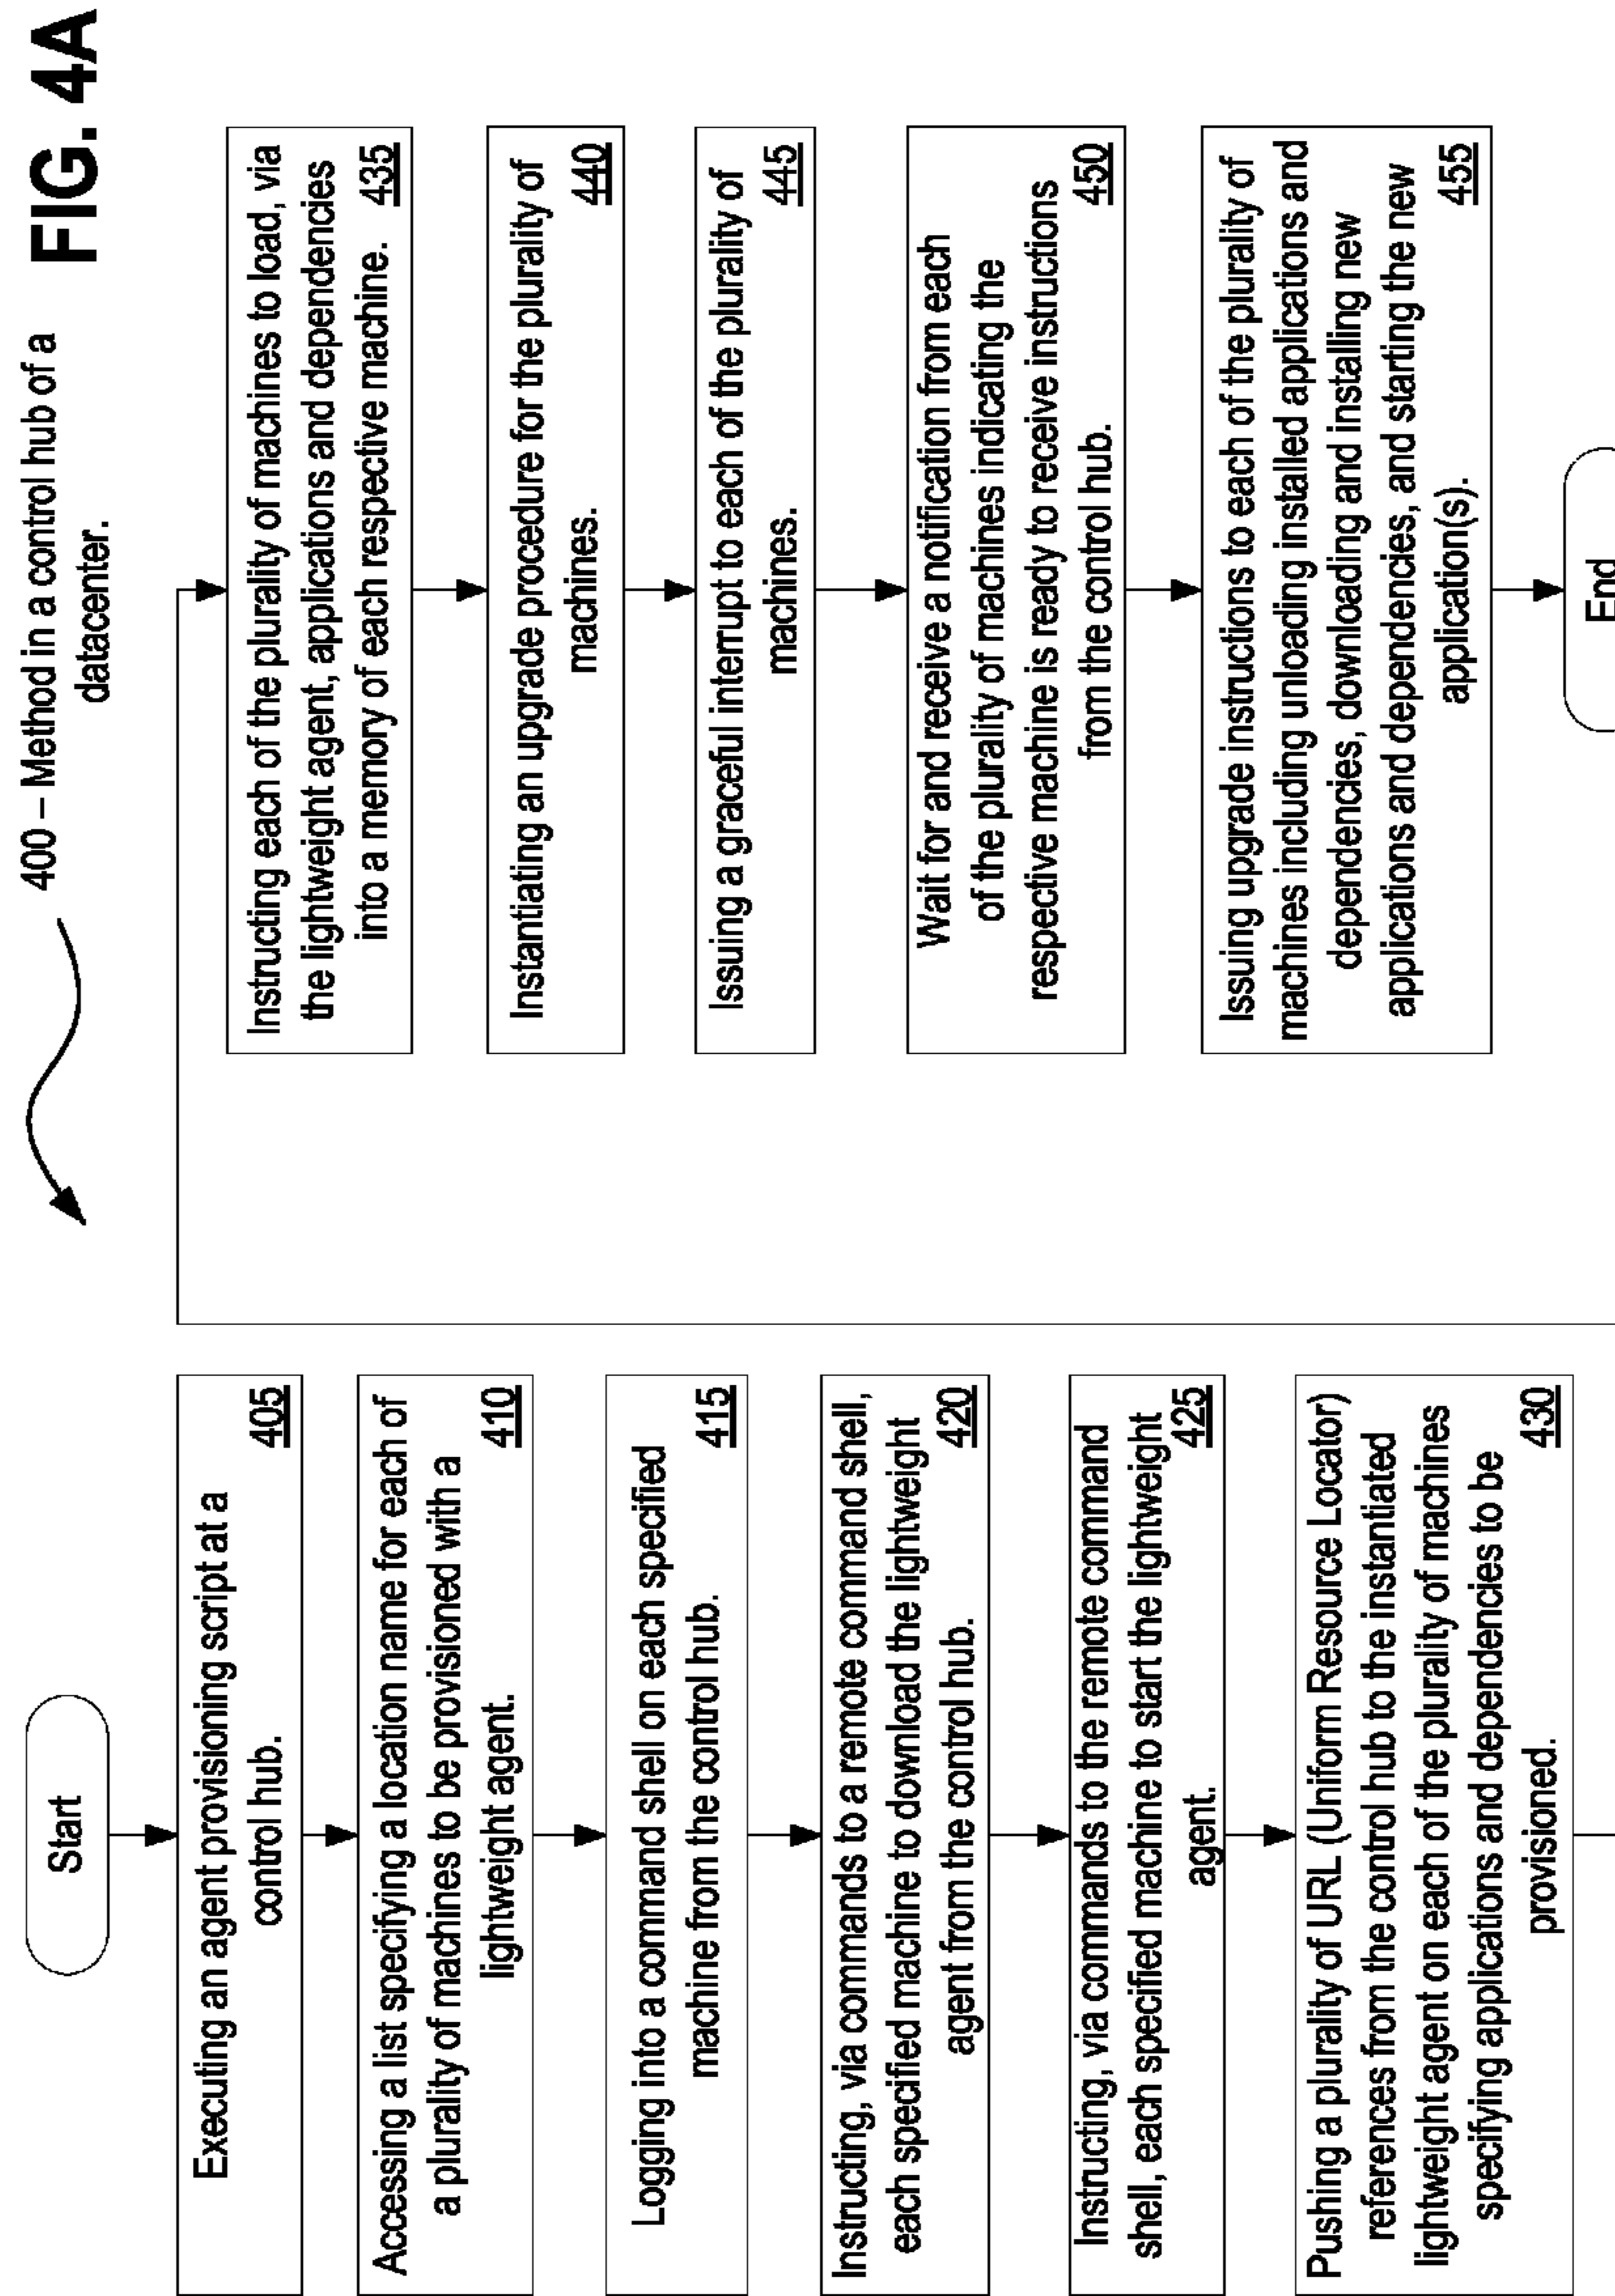 400 – Method in a control hub of a
datacenter.
FIG. 4A
Start
Executing an agent provisioning script at a
control hub.
405
Accessing a list specifying a location name for each of
a plurality of machines to be provisioned with a
lightweight agent.
410
Logging into a command shell on each specified
machine from the control hub.
415
Instructing, via commands to a remote command shell,
each specified machine to download the lightweight
agent from the control hub.
420
Instructing, via commands to the remote command
shell, each specified machine to start the lightweight
agent.
425
Pushing a plurality of URL (Uniform Resource Locator)
references from the control hub to the instantiated
lightweight agent on each of the plurality of machines
specifying applications and dependencies to be
provisioned.
430
Instructing each of the plurality of machines to load, via
the lightweight agent, applications and dependencies
into a memory of each respective machine.
435
Instantiating an upgrade procedure for the plurality of
machines.
440
Issuing a graceful interrupt to each of the plurality of
machines.
445
Wait for and receive a notification from each
of the plurality of machines indicating the
respective machine is ready to receive instructions
from the control hub.
450
Issuing upgrade instructions to each of the plurality of
machines including unloading installed applications and
dependencies, downloading and installing new
applications and dependencies, and starting the new
application(s).
455
End